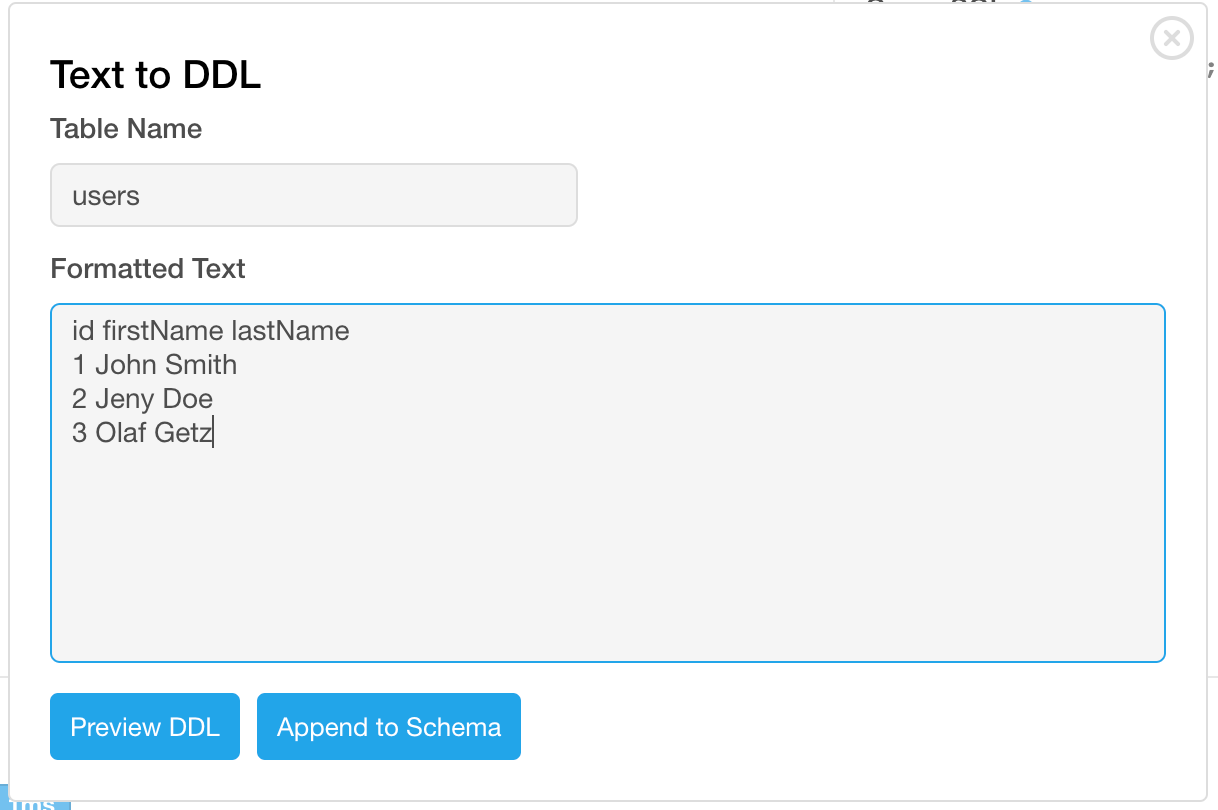 Text to DDL
Table Name
users
Formatted Text
id firstName lastName
1 John Smith
2 Jeny Doe
3 Olaf Getz
Preview DDL
Append to Schema
;